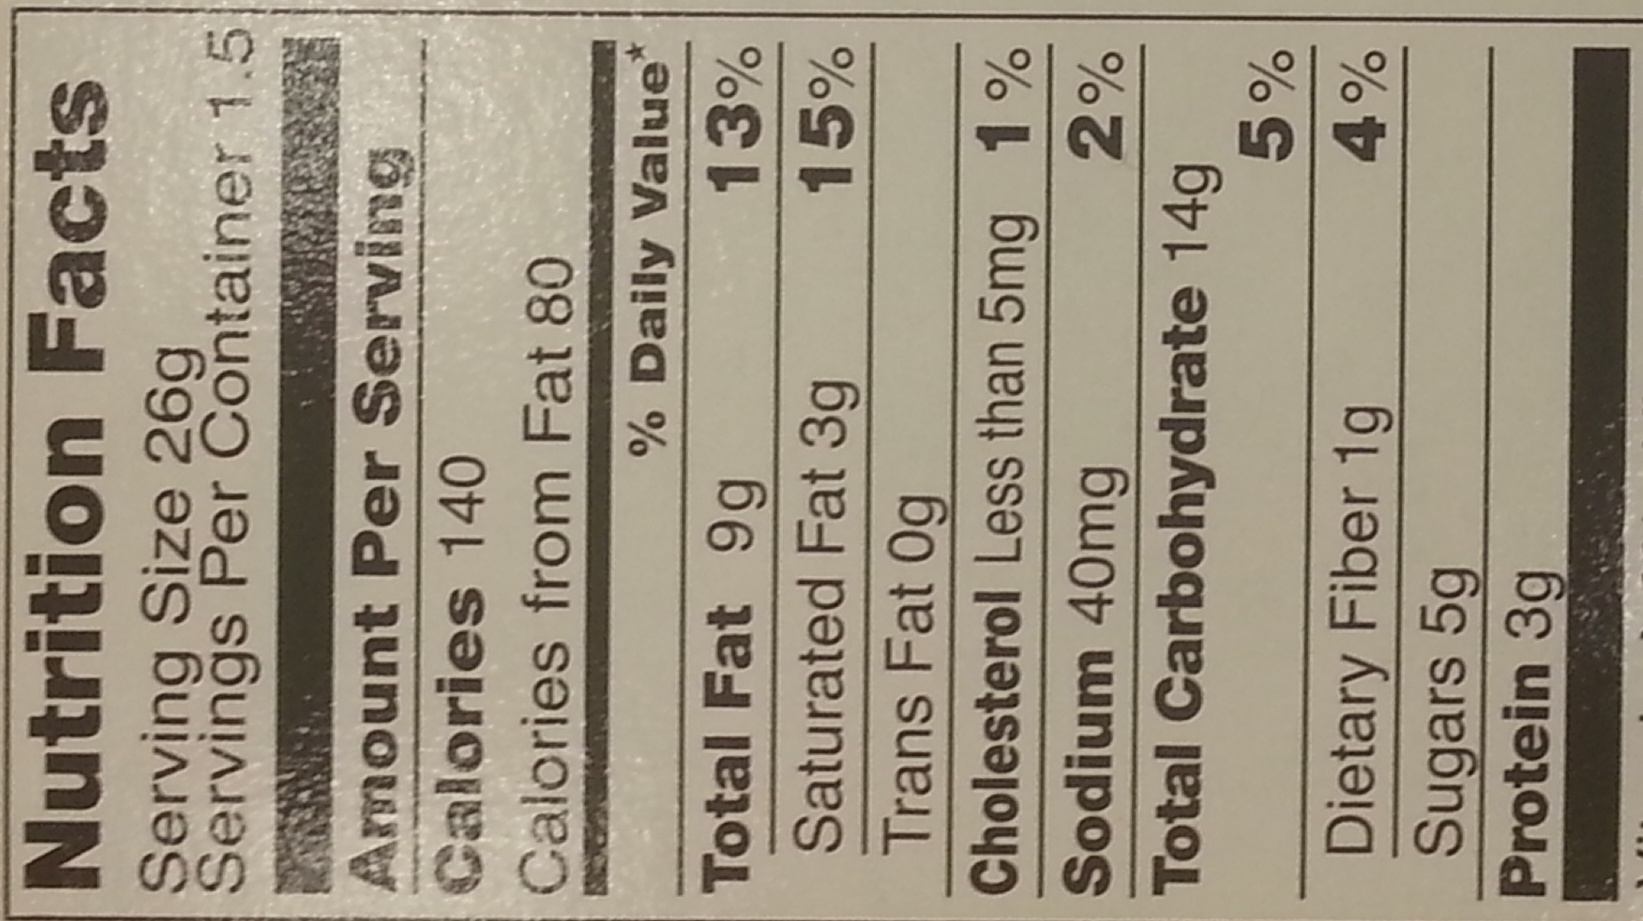 Nutrition Facts
Serving Size 26g
Servings Per Container 1.5
Amount Per Serving
Calories 140
Calories from Fat 80
% Daily Value*
Total Fat 9g 13%
Saturated Fat 3g 15%
Trans Fat 0g
Cholesterol Less than 5mg 1%
Sodium 40mg 2%
Total Carbohydrate 14g
5%
Dietary Fiber 1g 4%
Sugars 5g
Protein 3g